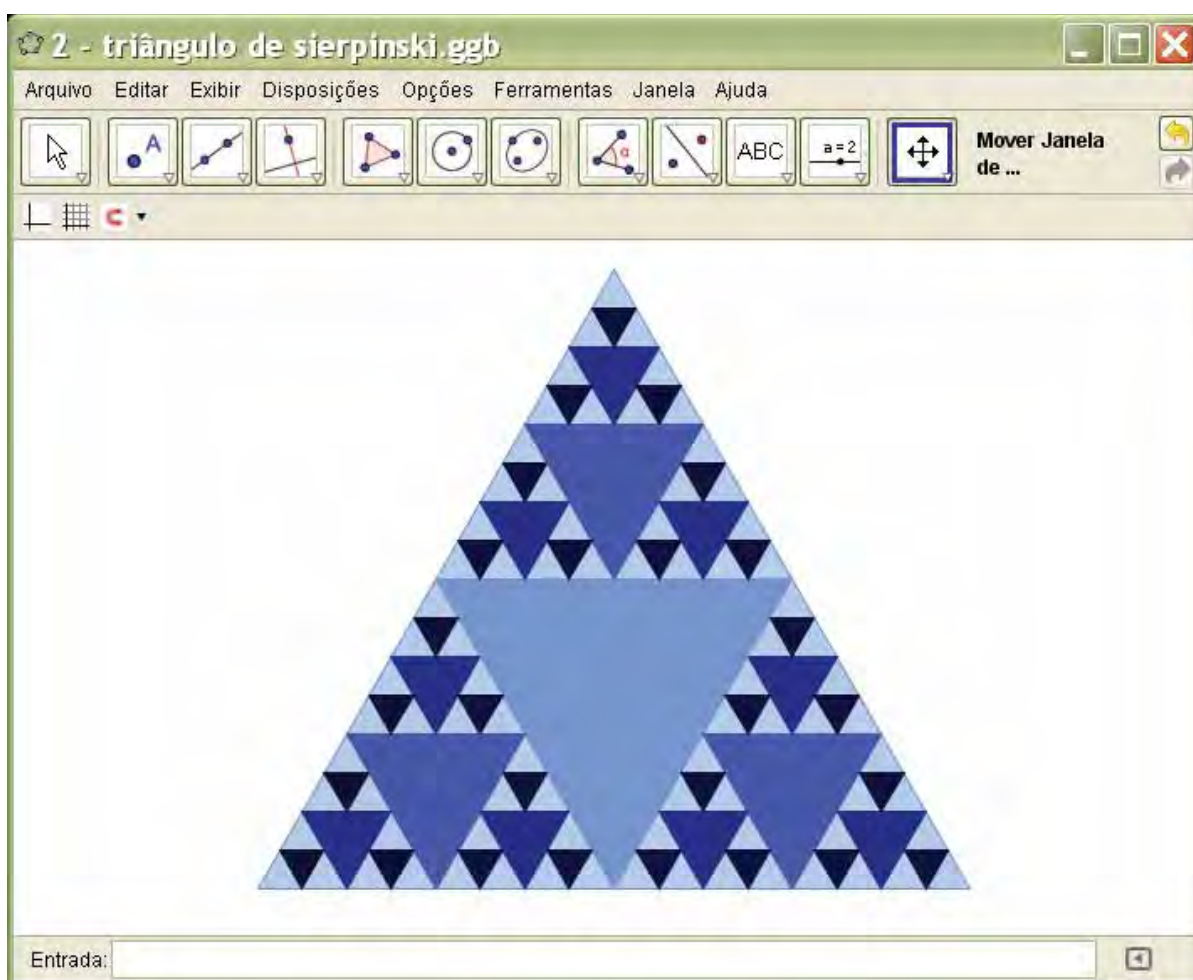 2 - triângulo de sierpinski.ggb
Arquivo Editar Exibir Disposições Opções Ferramentas Janela Ajuda
A
α
ABC
a=2
Mover Janela
de ...
Entrada: